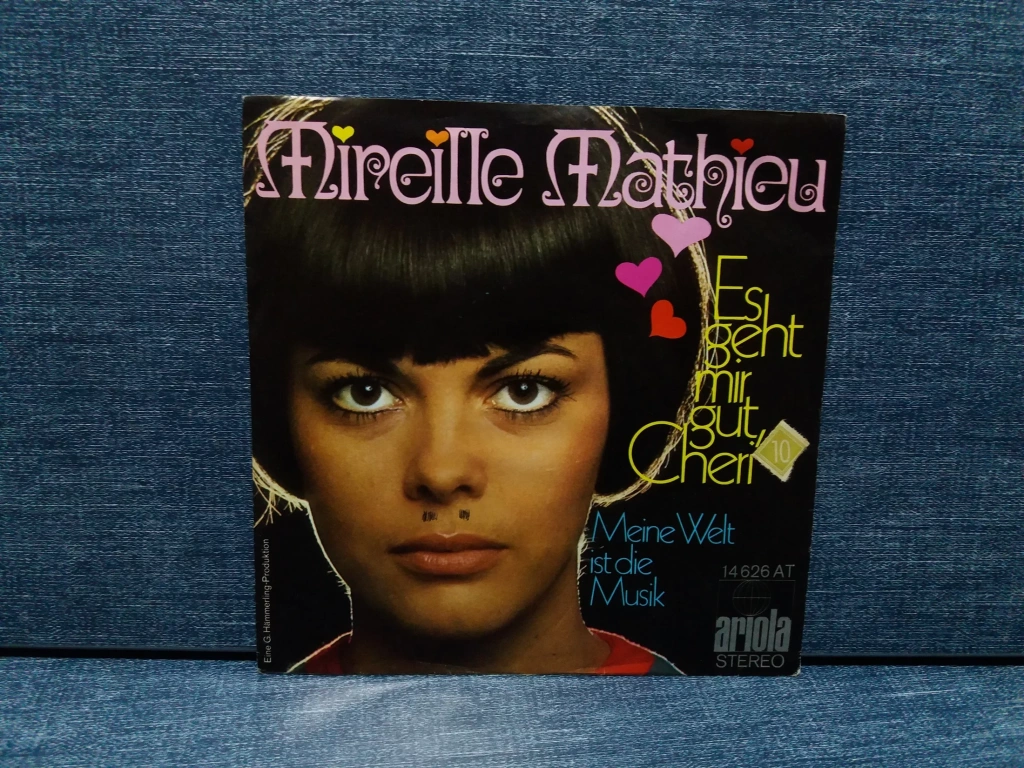 Mireille Mathieu
Es
geht
mir
gut,
Cheri
10
Meine Welt
ist die
Musik
14 626 AT
ariola
STEREO
Eine G. Hämmerling-Produktion